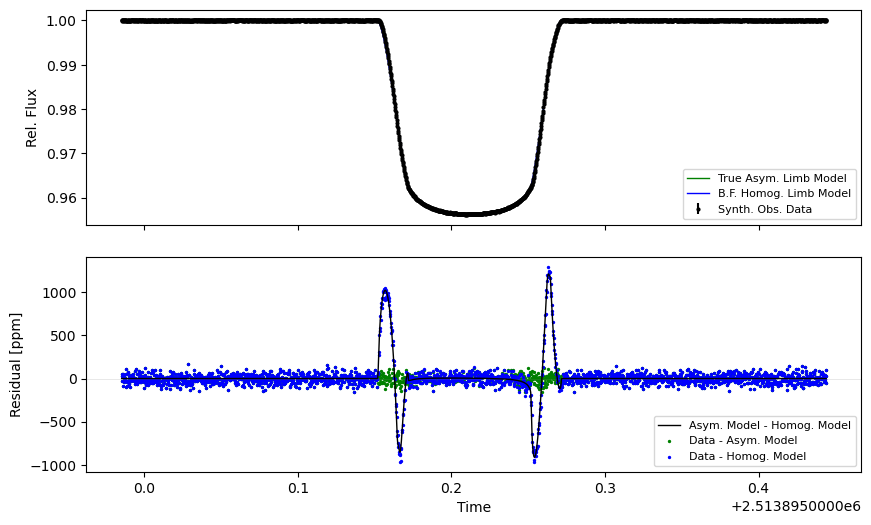 1.00
0.99
0.98
0.97
0.96
Rel. Flux
True Asym. Limb Model
B.F. Homog. Limb Model
Synth. Obs. Data
1000
500
0
−500
−1000
Residual [ppm]
Asym. Model - Homog. Model
Data - Asym. Model
Data - Homog. Model
0.0 0.1 0.2 0.3 0.4
Time
+2.5138950000e6